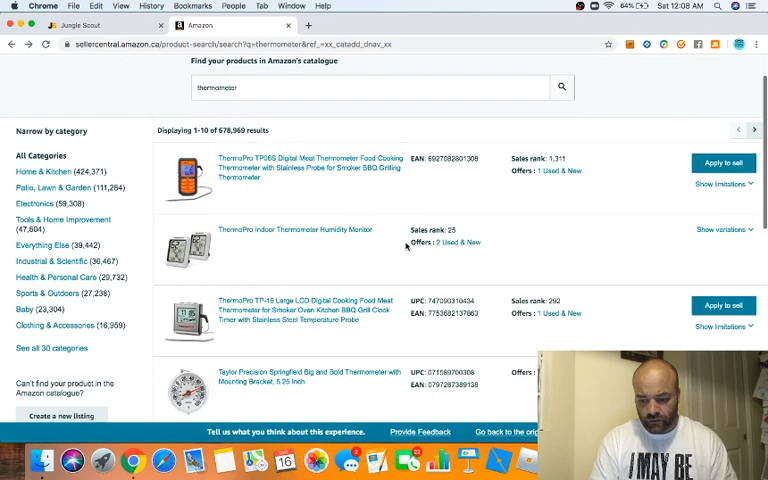 Chrome File Edit View History Bookmarks People Tab Window Help 64% Sat 12:08 AM
Jungle Scout Amazon
sellercentral.amazon.ca/product-search/search?q=thermometer&ref_=xx_catadd_dnav_xx
Find your products in Amazon's catalogue
thermometer
Narrow by category
Displaying 1-10 of 678,969 results
All Categories
Home & Kitchen (424,371)
Patio, Lawn & Garden (111,284)
Electronics (59,308)
Tools & Home Improvement
(47,604)
Everything Else (39,442)
Industrial & Scientific (36,467)
Health & Personal Care (29,732)
Sports & Outdoors (27,238)
Baby (23,304)
Clothing & Accessories (16,959)
See all 30 categories
Can't find your product in the
Amazon catalogue?
Create a new listing
ThermoPro TP06S Digital Meat Thermometer Food Cooking
Thermometer with Stainless Probe for Smoker BBQ Grilling
Thermometer
EAN: 6927082801308
Sales rank: 1,311
Offers : 1 Used & New
Apply to sell
Show limitations
ThermoPro Indoor Thermometer Humidity Monitor
Sales rank: 25
Offers : 2 Used & New
Show variations
ThermoPro TP-16 Large LCD Digital Cooking Food Meat
Thermometer for Smoker Oven Kitchen BBQ Grill Clock
Timer with Stainless Steel Temperature Probe
UPC: 747090310434
EAN: 7753682137863
Sales rank: 292
Offers : 1 Used & New
Apply to sell
Show limitations
Taylor Precision Springfield Big and Bold Thermometer with
Mounting Bracket, 5.25 Inch
UPC: 071589700308
EAN: 0797267389138
Offers :
Tell us what you think about this experience. Provide Feedback Go back to the orig
I MAY BE